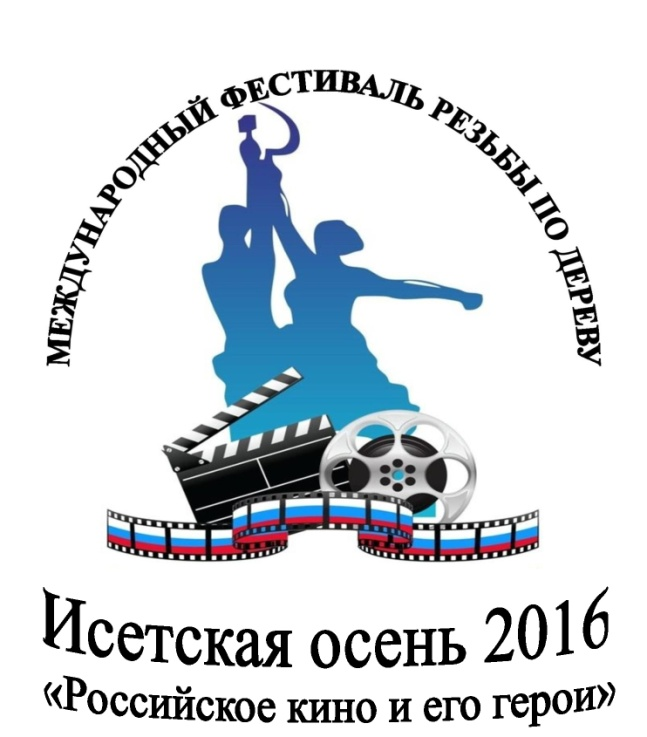 МЕЖДУНАРОДНЫЙ ФЕСТИВАЛЬ РЕЗЬБЫ ПО ДЕРЕВУ
Исетская осень 2016
«Российское кино и его герои»